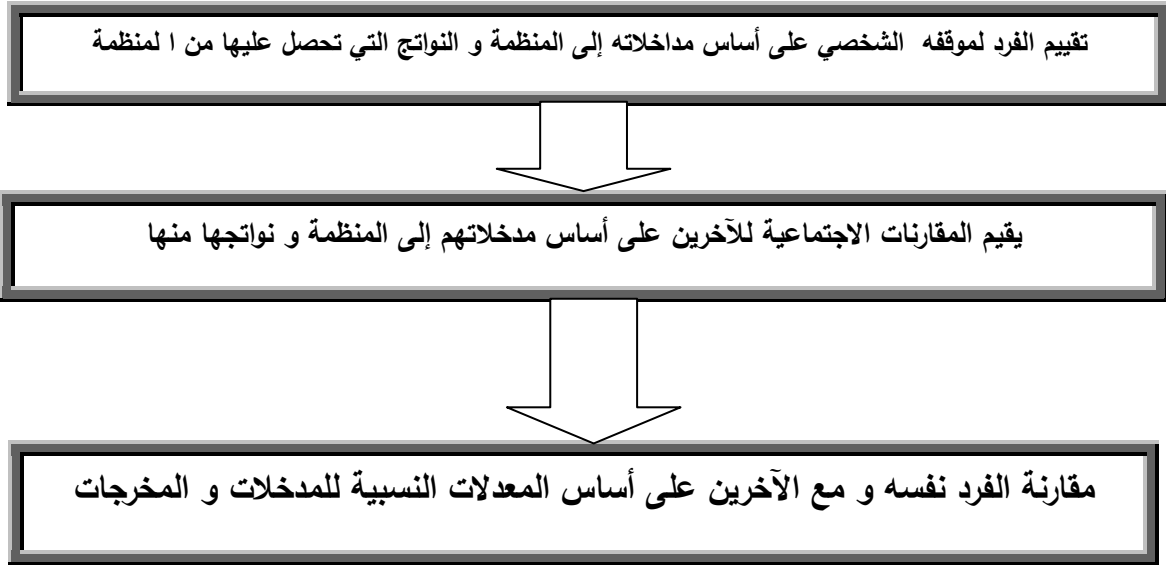 تقييم الفرد لموقفه الشخصي على أساس مداخلاته إلى المنظمة و النواتج التي تحصل عليها من ا لمنظمة
يقيم المقارنات الاجتماعية للآخرين على أساس مدخلاتهم إلى المنظمة و نواتجها منها
مقارنة الفرد نفسه و مع الآخرين على أساس المعدلات النسبية للمدخلات و المخرجات